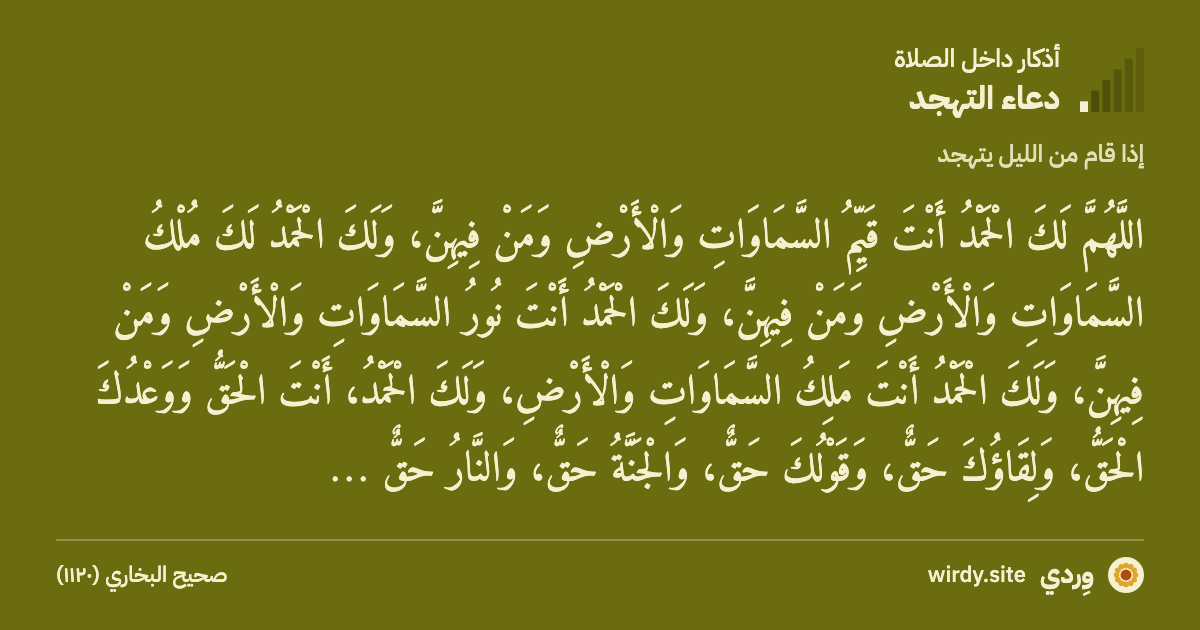 أذكار داخل الصلاة
دعاء التهجد
إذا قام من الليل يتهجد
اللَّهُمَّ لَكَ الْحَمْدُ أَنْتَ قَيِّمُ السَّمَاوَاتِ وَالْأَرْضِ وَمَنْ فِيهِنَّ، وَلَكَ الْحَمْدُ لَكَ مُلْكُ
السَّمَاوَاتِ وَالْأَرْضِ وَمَنْ فِيهِنَّ، وَلَكَ الْحَمْدُ أَنْتَ نُورُ السَّمَاوَاتِ وَالْأَرْضِ وَمَنْ
فِيهِنَّ، وَلَكَ الْحَمْدُ أَنْتَ مَلِكُ السَّمَاوَاتِ وَالْأَرْضِ، وَلَكَ الْحَمْدُ، أَنْتَ الْحَقُّ وَوَعْدُكَ
الْحَقُّ، وَلِقَاؤُكَ حَقٌّ، وَقَوْلُكَ حَقٌّ، وَالْجَنَّةُ حَقٌّ، وَالنَّارُ حَقٌّ ...
وِردي wirdy.site
صحيح البخاري (١١٢٠)